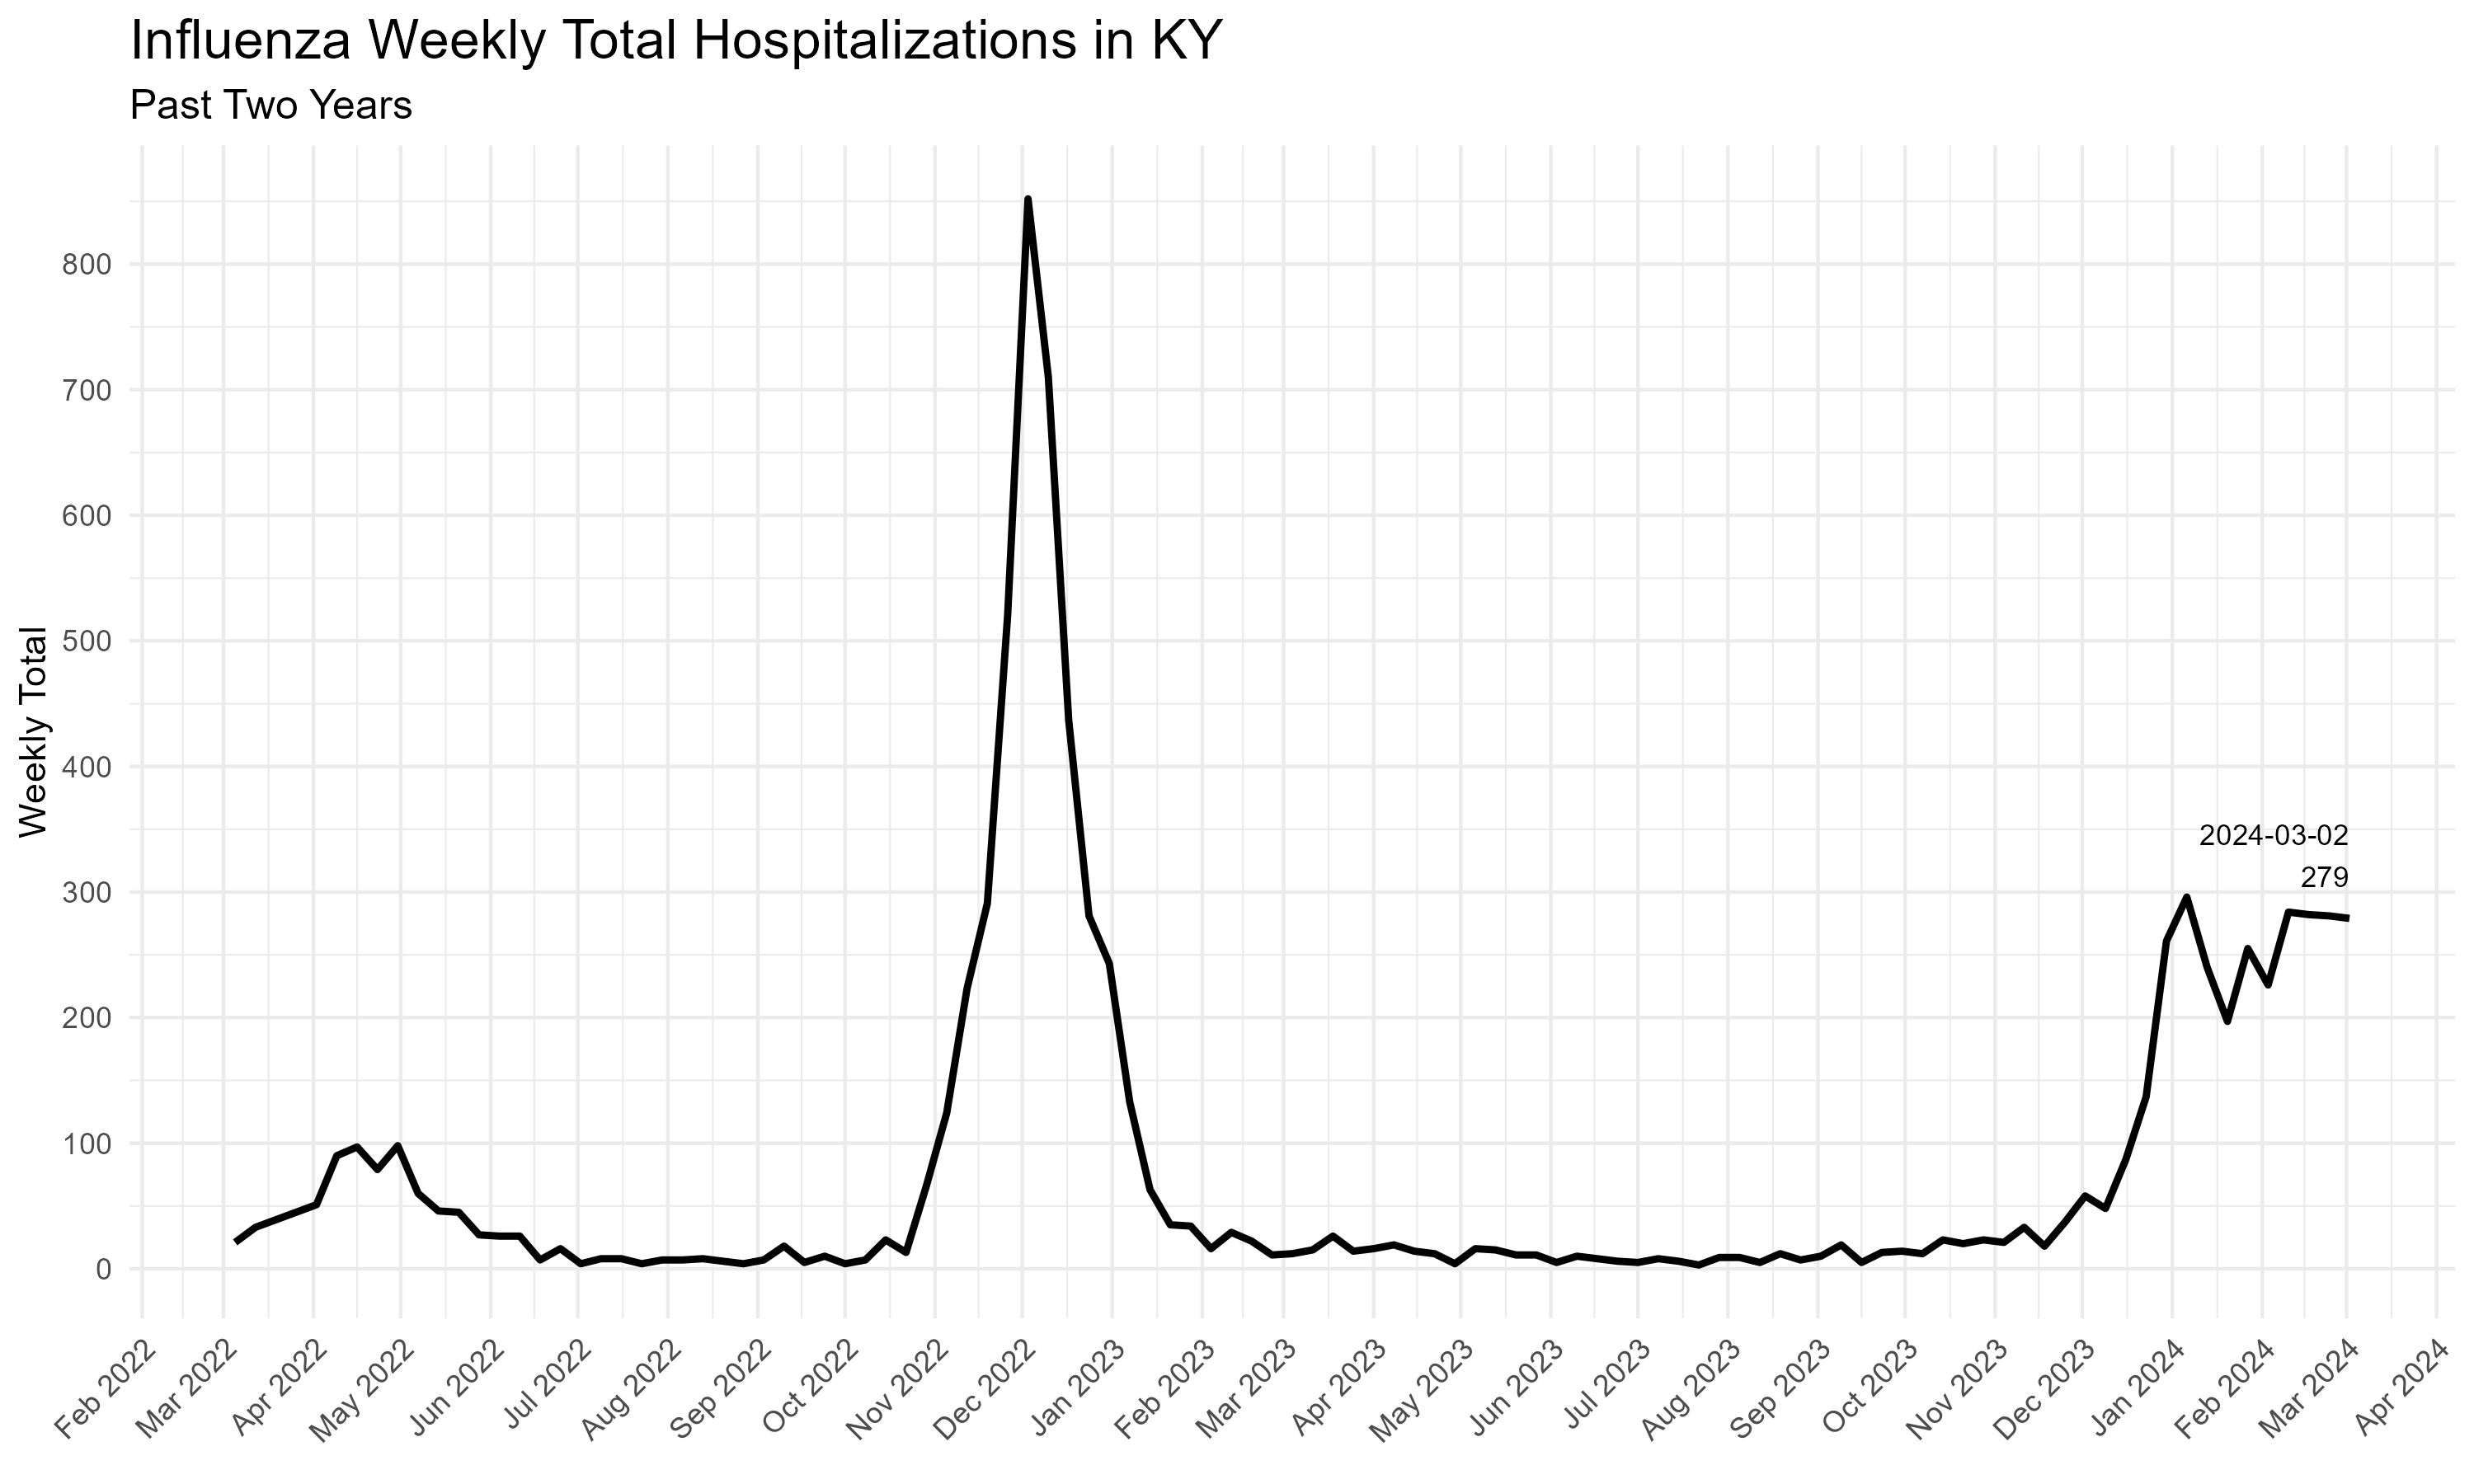 Influenza Weekly Total Hospitalizations in KY
Past Two Years
Weekly Total
800
700
600
500
400
300
200
100
0
2024-03-02
279
Feb 2022
Mar 2022
Apr 2022
May 2022
Jun 2022
Jul 2022
Aug 2022
Sep 2022
Oct 2022
Nov 2022
Dec 2022
Jan 2023
Feb 2023
Mar 2023
Apr 2023
May 2023
Jun 2023
Jul 2023
Aug 2023
Sep 2023
Oct 2023
Nov 2023
Dec 2023
Jan 2024
Feb 2024
Mar 2024
Apr 2024